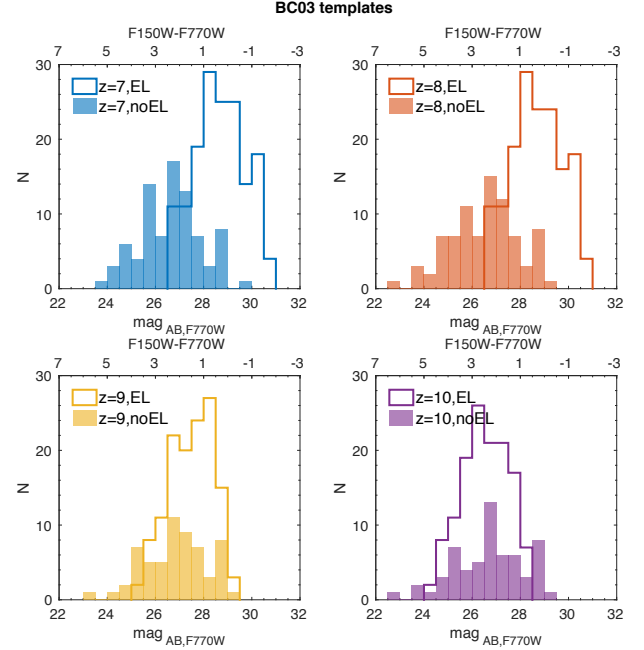 BC03 templates
F150W-F770W
7 5 3 1 -1 -3
30
20
10
0
N
z=7,EL
z=7,noEL
22 24 26 28 30 32
mag AB,F770W
F150W-F770W
7 5 3 1 -1 -3
30
20
10
0
N
z=8,EL
z=8,noEL
22 24 26 28 30 32
mag AB,F770W
F150W-F770W
7 5 3 1 -1 -3
30
20
10
0
N
z=9,EL
z=9,noEL
22 24 26 28 30 32
mag AB,F770W
F150W-F770W
7 5 3 1 -1 -3
30
20
10
0
N
z=10,EL
z=10,noEL
22 24 26 28 30 32
mag AB,F770W